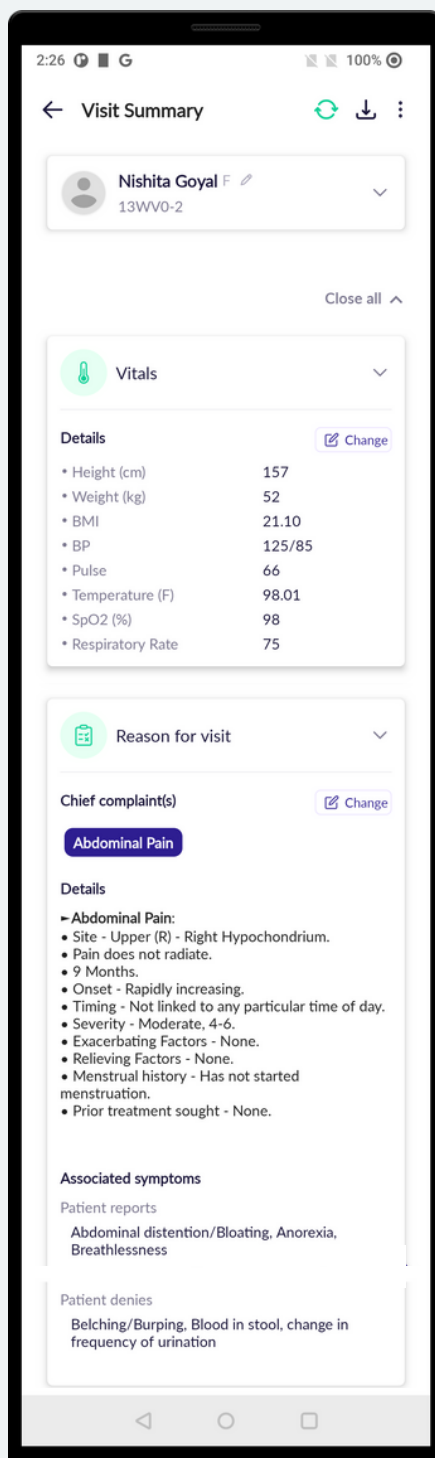 2:26 G 100%
Visit Summary
Nishita Goyal F
13WV0-2
Close all
Vitals
Details Change
• Height (cm) 157
• Weight (kg) 52
• BMI 21.10
• BP 125/85
• Pulse 66
• Temperature (F) 98.01
• SpO2 (%) 98
• Respiratory Rate 75
Reason for visit
Chief complaint(s) Change
Abdominal Pain
Details
►Abdominal Pain:
• Site - Upper (R) - Right Hypochondrium.
• Pain does not radiate.
• 9 Months.
• Onset - Rapidly increasing.
• Timing - Not linked to any particular time of day.
• Severity - Moderate, 4-6.
• Exacerbating Factors - None.
• Relieving Factors - None.
• Menstrual history - Has not started
menstruation.
• Prior treatment sought - None.
Associated symptoms
Patient reports
Abdominal distention/Bloating, Anorexia,
Breathlessness
Patient denies
Belching/Burping, Blood in stool, change in
frequency of urination